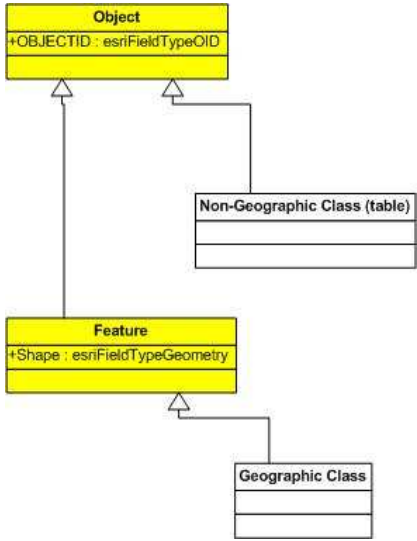 Object
+OBJECTID : esriFieldTypeOID
Non-Geographic Class (table)
Feature
+Shape : esriFieldTypeGeometry
Geographic Class